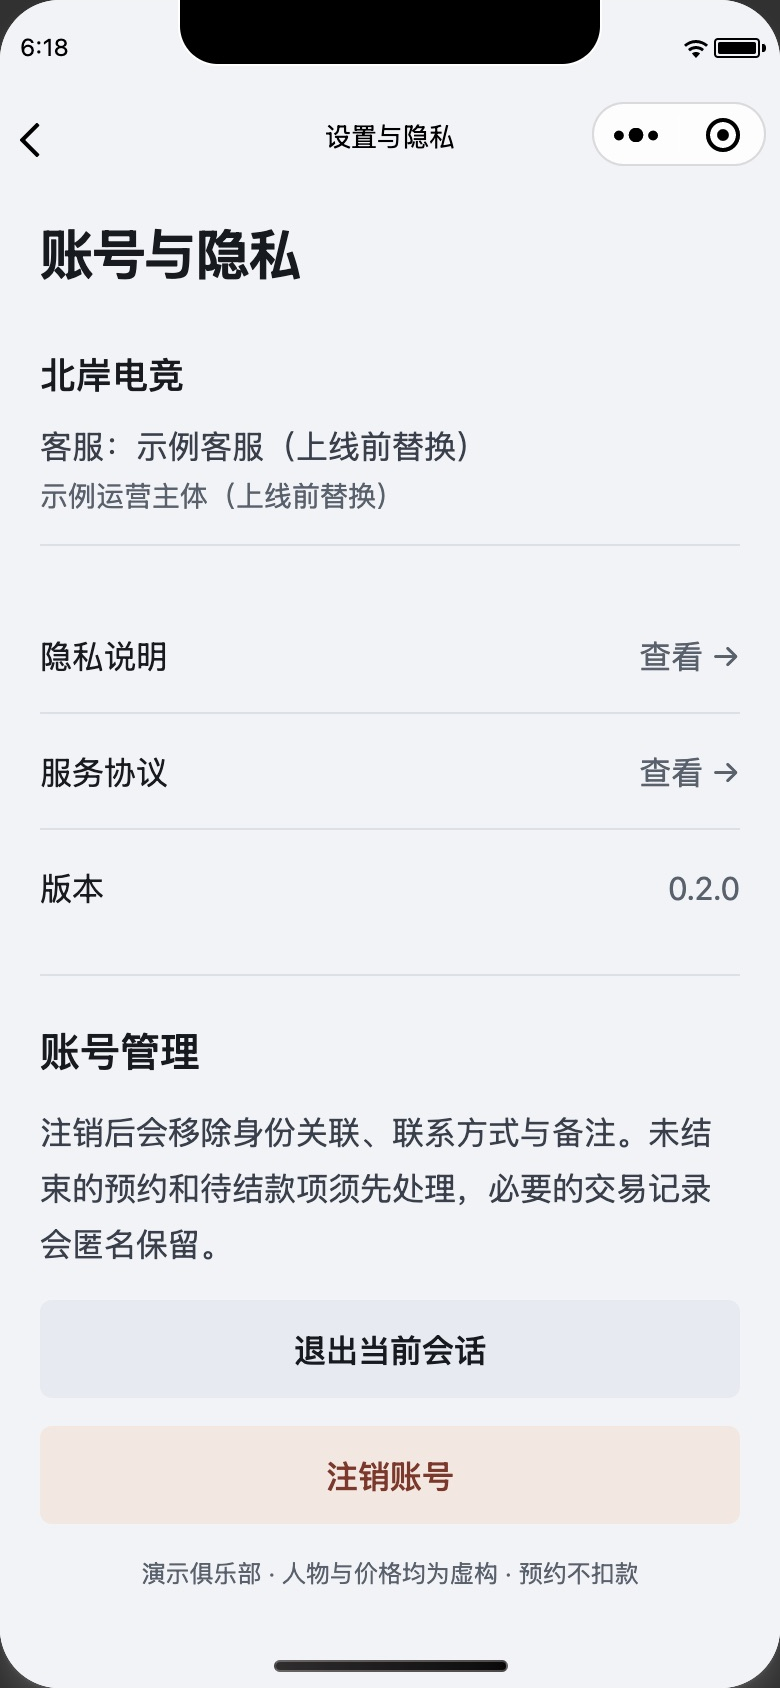 6:18
设置与隐私
账号与隐私
北岸电竞
客服：示例客服（上线前替换）
示例运营主体（上线前替换）
隐私说明 查看 →
服务协议 查看 →
版本 0.2.0
账号管理
注销后会移除身份关联、联系方式与备注。未结
束的预约和待结款项须先处理，必要的交易记录
会匿名保留。
退出当前会话
注销账号
演示俱乐部 · 人物与价格均为虚构 · 预约不扣款